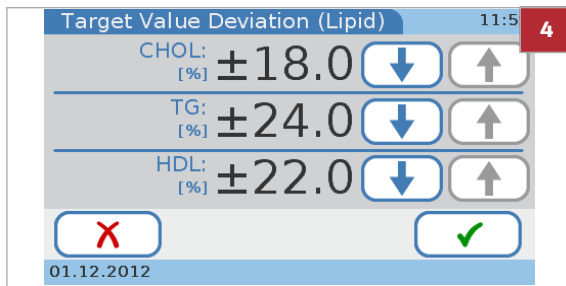 Target Value Deviation (Lipid) 11:5
4
CHOL: ±18.0
[%]
TG: ±24.0
[%]
HDL: ±22.0
[%]
01.12.2012